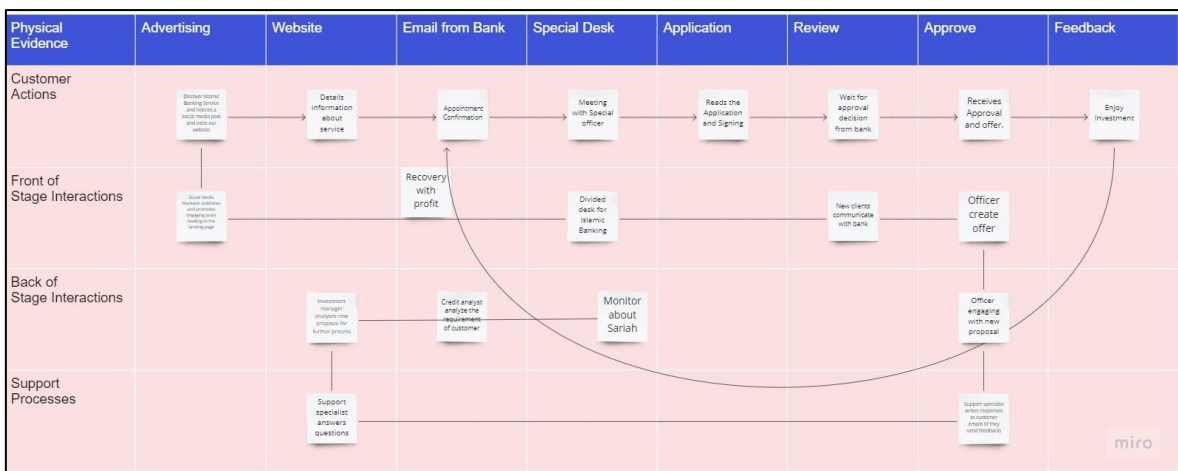 Physical
Evidence
Advertising
Website
Email from Bank
Special Desk
Application
Review
Approve
Feedback
Customer
Actions
Discover Islamic
Banking Service
and notices a
social media post
and visits our
website
Details
information
about
service
Appointment
Confirmation
Meeting
with Special
officer
Reads the
Application
and Signing
Wait for
approval
decision
from bank
Receives
Approval
and offer.
Enjoy
Investment
Front of
Stage Interactions
Social Media
Marketer publishes
and promotes
engaging posts
leading to the
landing page
Recovery
with
profit
Divided
desk for
Islamic
Banking
New clients
communicate
with bank
Officer
create
offer
Back of
Stage Interactions
Investment
manager
analyses new
proposal for
further process
Credit analyst
analyze the
requirement
of customer
Monitor
about
Sariah
Officer
engaging
with new
proposal
Support
Processes
Support
specialist
answers
questions
Support specialist
writes responses
to customer
emails (if they
send feedback)
miro